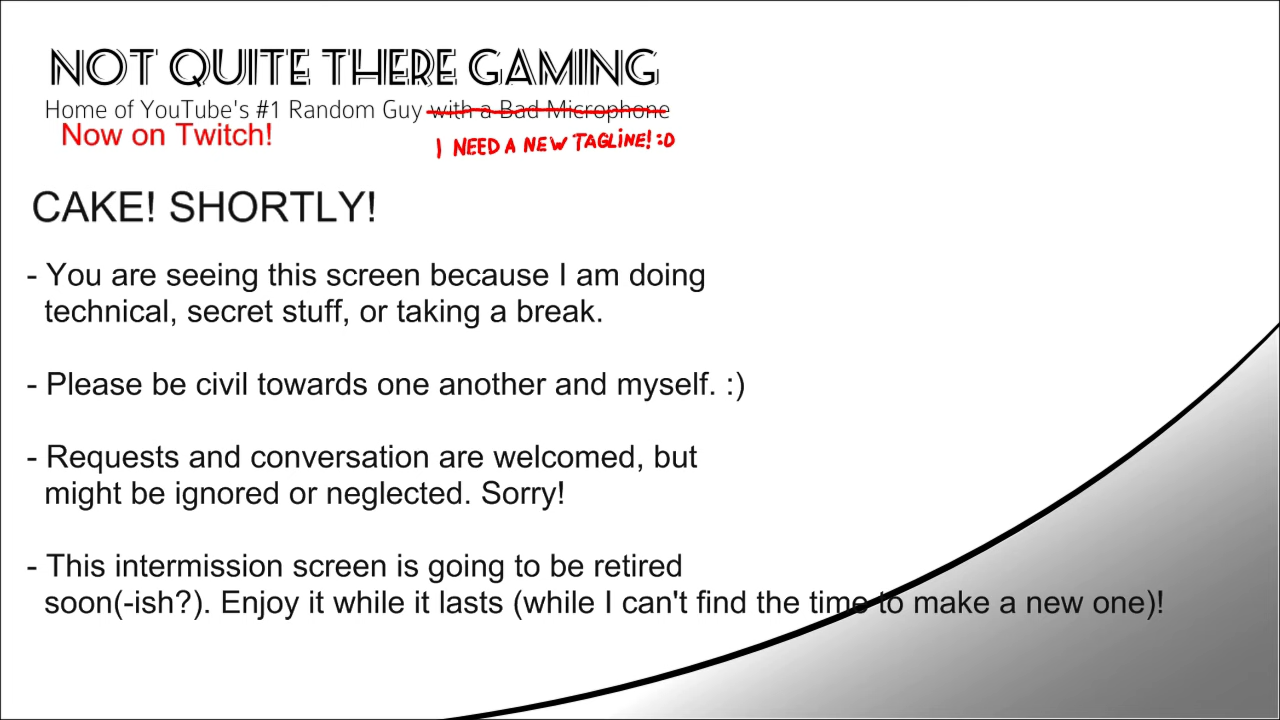 NOT QUITE THERE GAMING
Home of YouTube's #1 Random Guy with a Bad Microphone
Now on Twitch!
I NEED A NEW TAGLINE! :D
CAKE! SHORTLY!
- You are seeing this screen because I am doing
technical, secret stuff, or taking a break.
- Please be civil towards one another and myself. :)
- Requests and conversation are welcomed, but
might be ignored or neglected. Sorry!
- This intermission screen is going to be retired
soon(-ish?). Enjoy it while it lasts (while I can't find the time to make a new one)!